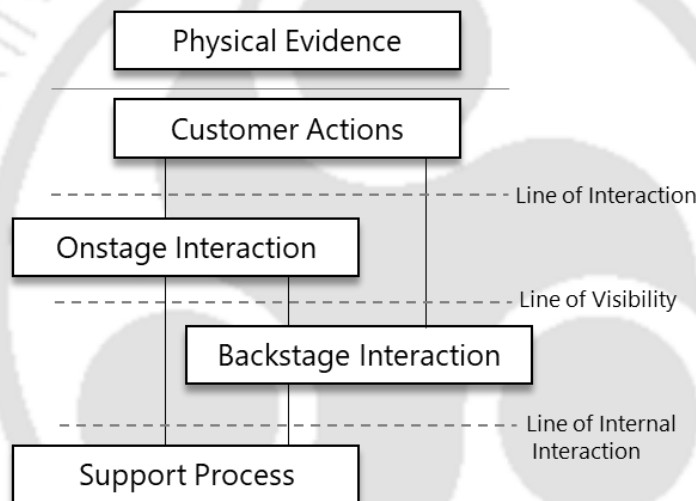 Physical Evidence
Customer Actions
Line of Interaction
Onstage Interaction
Line of Visibility
Backstage Interaction
Line of Internal
Interaction
Support Process